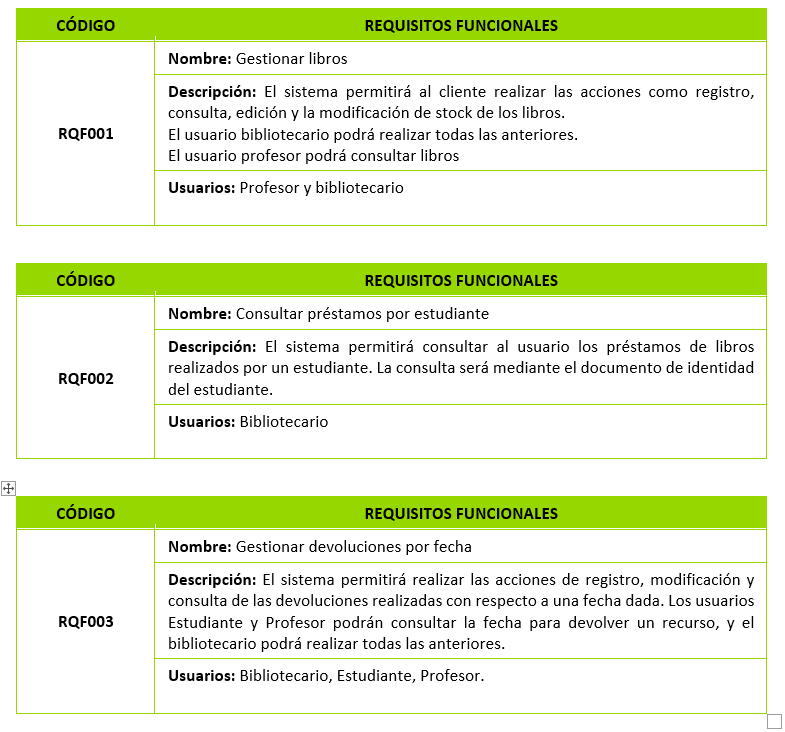 CÓDIGO REQUISITOS FUNCIONALES
Nombre: Gestionar libros
Descripción: El sistema permitirá al cliente realizar las acciones como registro,
consulta, edición y la modificación de stock de los libros.
El usuario bibliotecario podrá realizar todas las anteriores.
RQF001
El usuario profesor podrá consultar libros
Usuarios: Profesor y bibliotecario
CÓDIGO REQUISITOS FUNCIONALES
Nombre: Consultar préstamos por estudiante
Descripción: El sistema permitirá consultar al usuario los préstamos de libros
realizados por un estudiante. La consulta será mediante el documento de identidad
RQF002
del estudiante.
Usuarios: Bibliotecario
CÓDIGO REQUISITOS FUNCIONALES
Nombre: Gestionar devoluciones por fecha
Descripción: El sistema permitirá realizar las acciones de registro, modificación y
consulta de las devoluciones realizadas con respecto a una fecha dada. Los usuarios
RQF003
Estudiante y Profesor podrán consultar la fecha para devolver un recurso, y el
bibliotecario podrá realizar todas las anteriores.
Usuarios: Bibliotecario, Estudiante, Profesor.